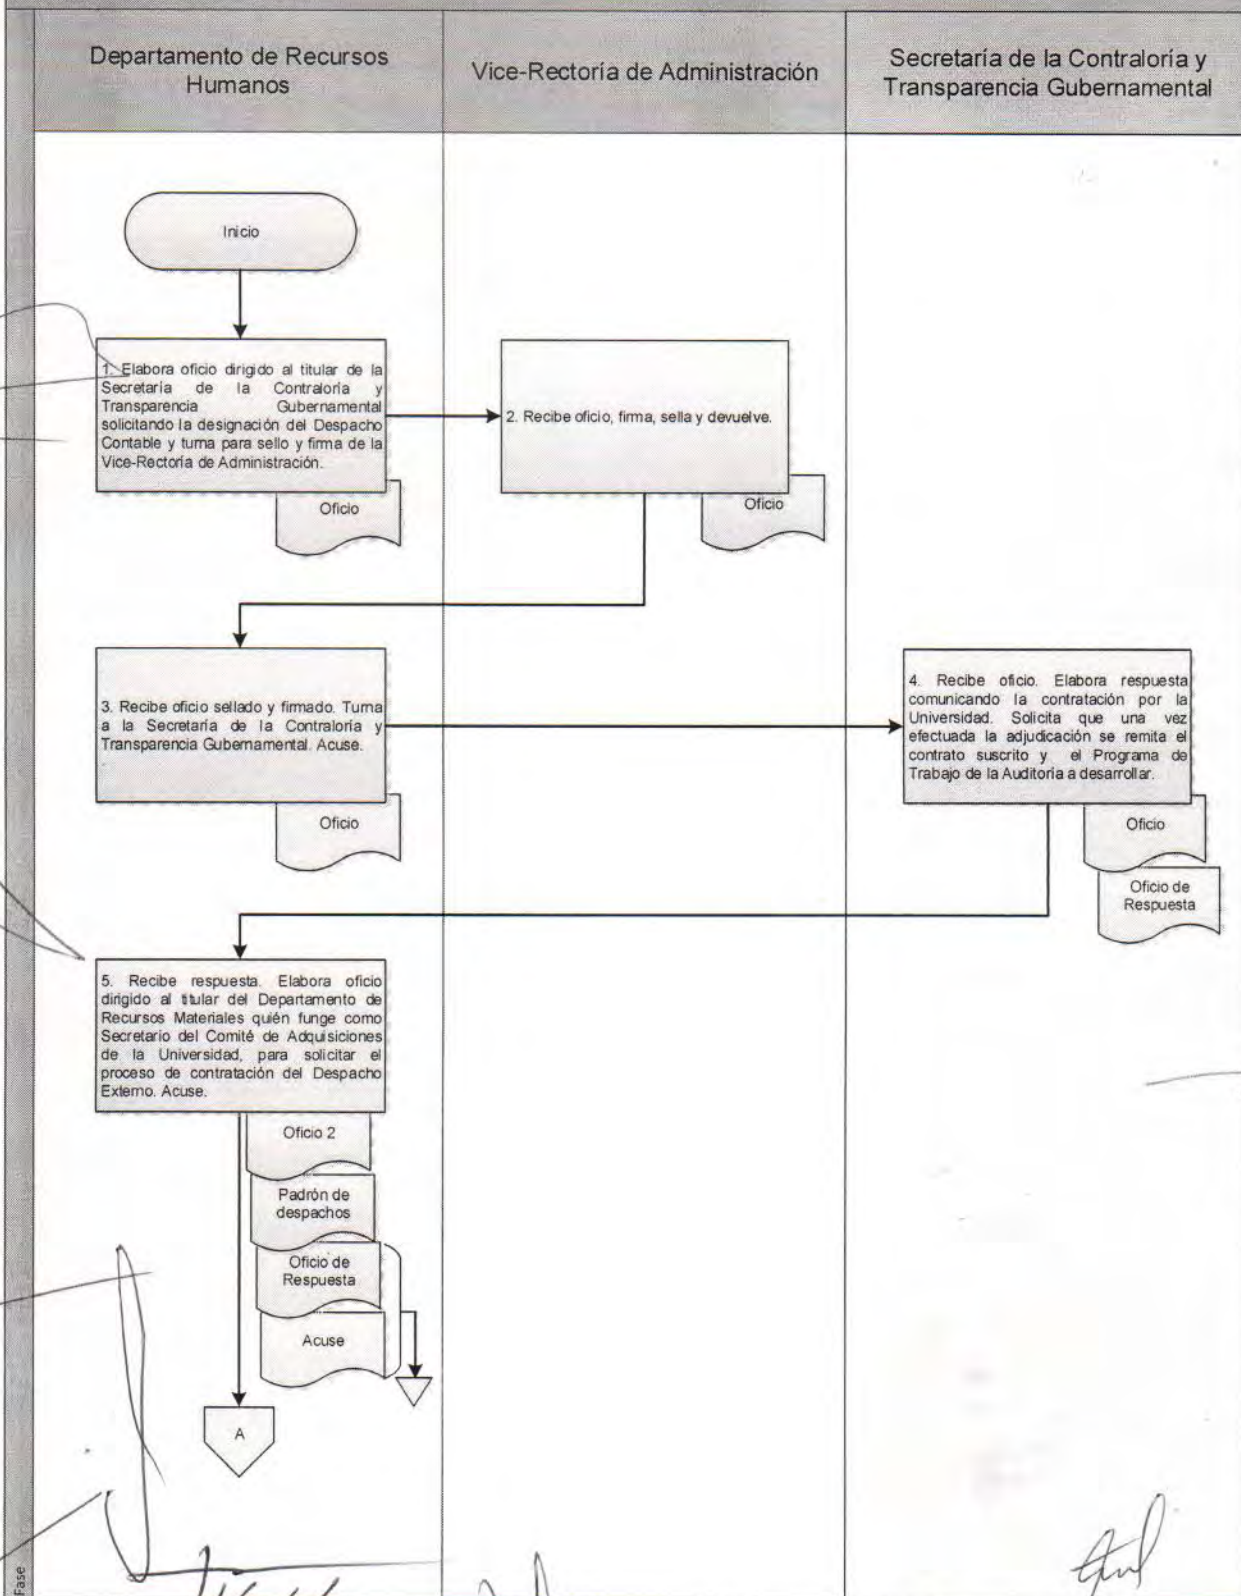 Departamento de Recursos
Humanos
Vice-Rectoría de Administración
Secretaría de la Contraloría y
Transparencia Gubernamental
Inicio
1. Elabora oficio dirigido al titular de la
Secretaría de la Contraloría y
Transparencia Gubernamental
solicitando la designación del Despacho
Contable y turna para sello y firma de la
Vice-Rectoría de Administración.
Oficio
2. Recibe oficio, firma, sella y devuelve.
Oficio
3. Recibe oficio sellado y firmado. Turna
a la Secretaría de la Contraloría y
Transparencia Gubernamental. Acuse.
Oficio
4. Recibe oficio. Elabora respuesta
comunicando la contratación por la
Universidad. Solicita que una vez
efectuada la adjudicación se remita el
contrato suscrito y el Programa de
Trabajo de la Auditoría a desarrollar.
Oficio
Oficio de
Respuesta
5. Recibe respuesta. Elabora oficio
dirigido al titular del Departamento de
Recursos Materiales quién funge como
Secretario del Comité de Adquisiciones
de la Universidad, para solicitar el
proceso de contratación del Despacho
Externo. Acuse.
Oficio 2
Padrón de
despachos
Oficio de
Respuesta
Acuse
A
Fase